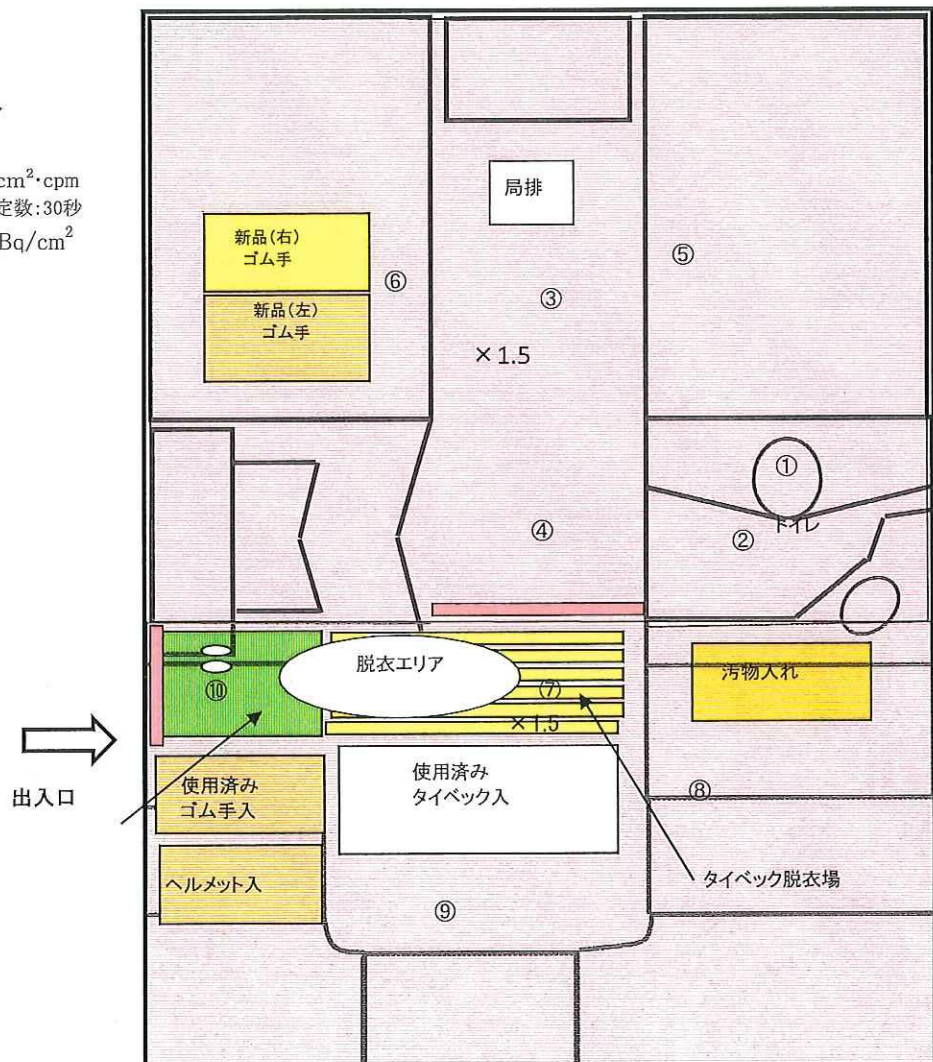 cm²・cpm
定数:30秒
Bq/cm²
局排
新品(右)
ゴム手
⑥
⑤
③
新品(左)
ゴム手
×1.5
①
④
②
トイレ
脱衣エリア
⑩
⑦
汚物入れ
×1.5
使用済み
タイベック入
使用済み
ゴム手入
出入口
⑧
ヘルメット入
タイベック脱衣場
⑨